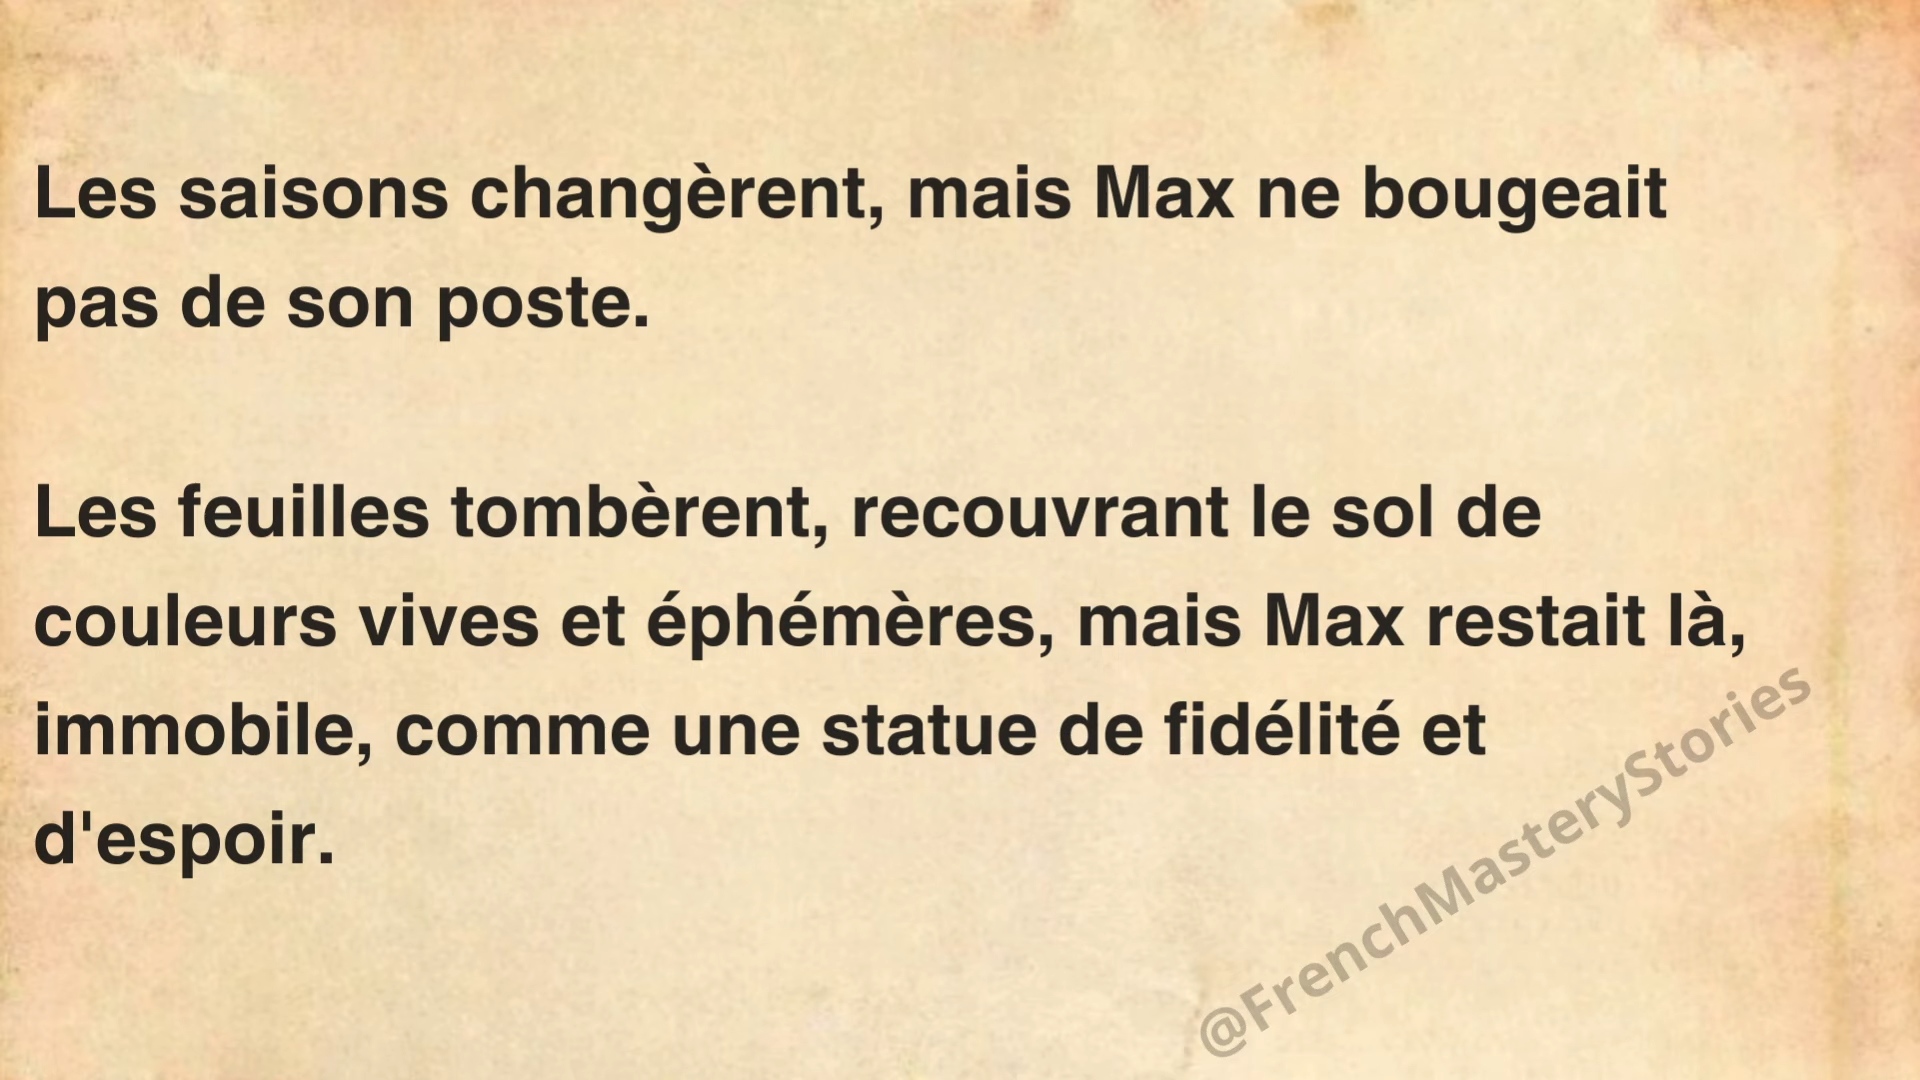 Les saisons changèrent, mais Max ne bougeait
pas de son poste.
Les feuilles tombèrent, recouvrant le sol de
couleurs vives et éphémères, mais Max restait là,
immobile, comme une statue de fidélité et
d'espoir.
@FrenchMasteryStories